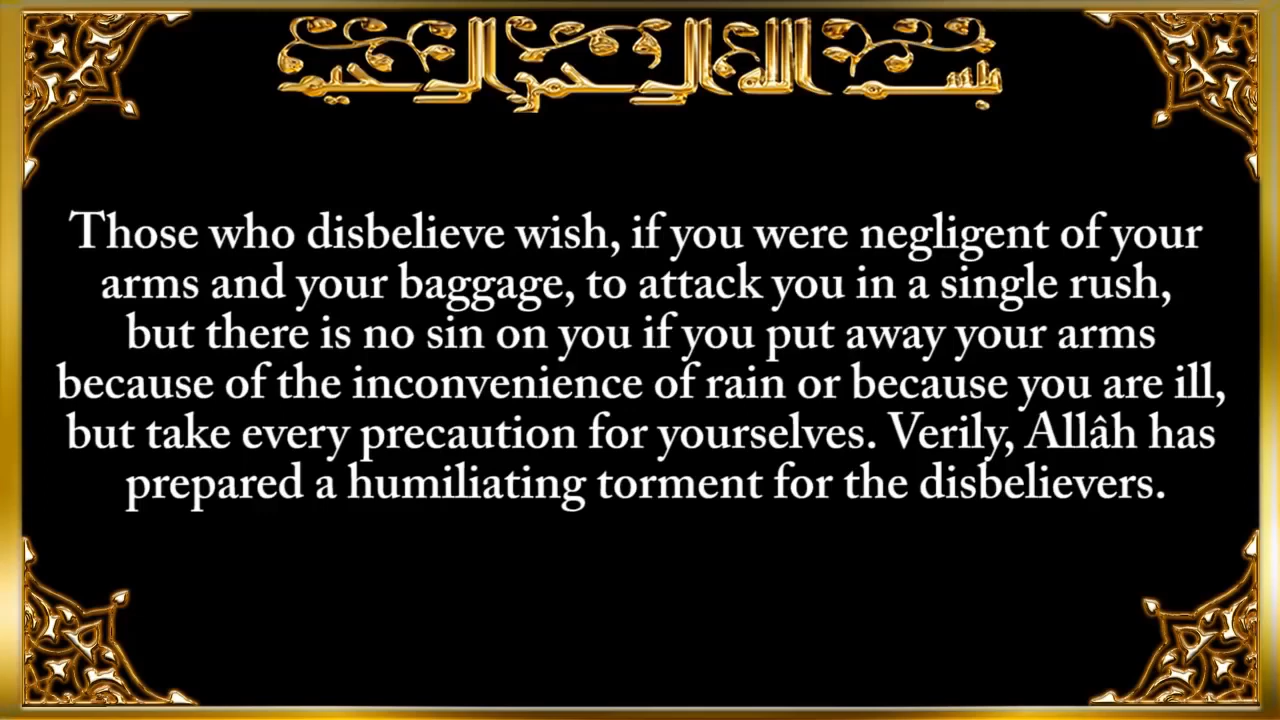 بسم الله الرحمن الرحيم
Those who disbelieve wish, if you were negligent of your
arms and your baggage, to attack you in a single rush,
but there is no sin on you if you put away your arms
because of the inconvenience of rain or because you are ill,
but take every precaution for yourselves. Verily, Allâh has
prepared a humiliating torment for the disbelievers.